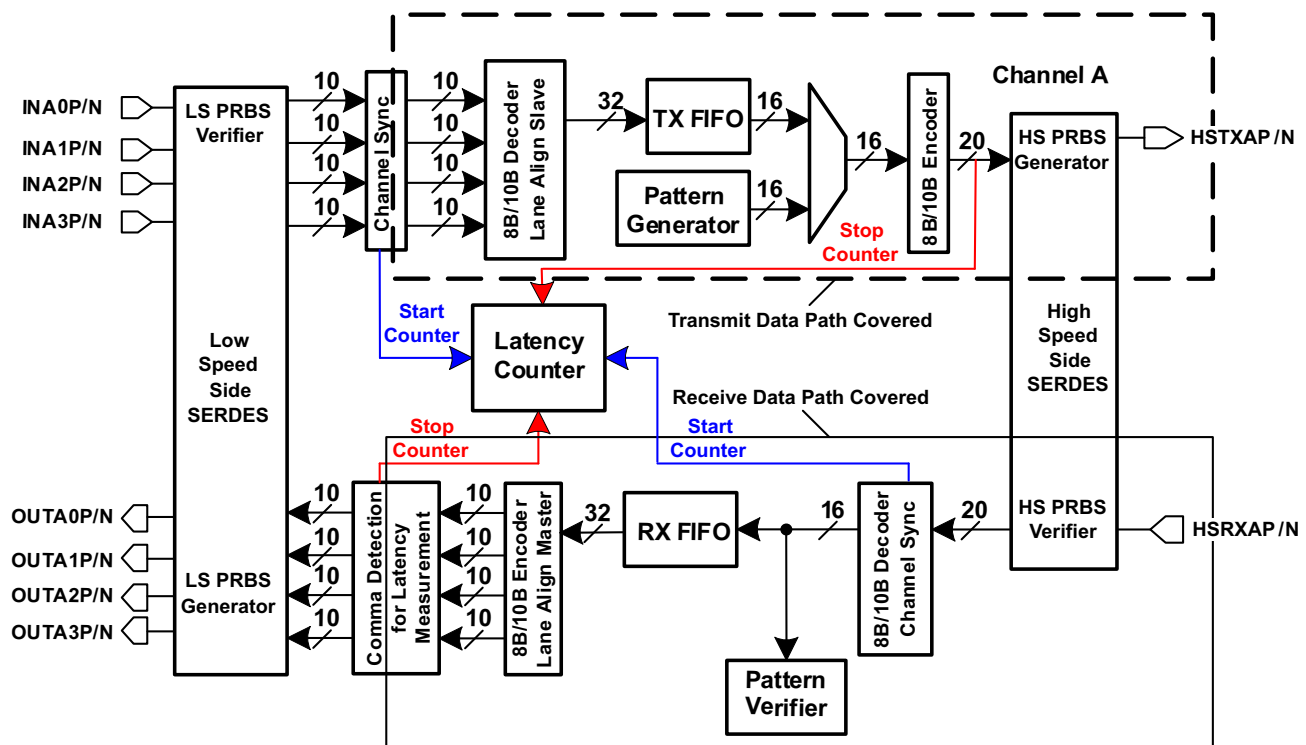 Channel A
INA0P/N
INA1P/N
INA2P/N
INA3P/N
LS PRBS
Verifier
10
10
10
10
Channel Sync
10
10
10
10
8B/10B Decoder
Lane Align Slave
32
TX FIFO
16
Pattern
Generator
16
16
8B/10B Encoder
20
HS PRBS
Generator
HSTXAP/N
Stop
Counter
Transmit Data Path Covered
Start
Counter
Latency
Counter
Low
Speed
Side
SERDES
High
Speed
Side
SERDES
Receive Data Path Covered
Stop
Counter
Start
Counter
OUTA0P/N
OUTA1P/N
OUTA2P/N
OUTA3P/N
LS PRBS
Generator
10
10
10
10
Comma Detection
for Latency
Measurement
10
10
10
10
8B/10B Encoder
Lane Align Master
32
RX FIFO
16
8B/10B Decoder
Channel Sync
20
HS PRBS
Verifier
HSRXAP/N
Pattern
Verifier